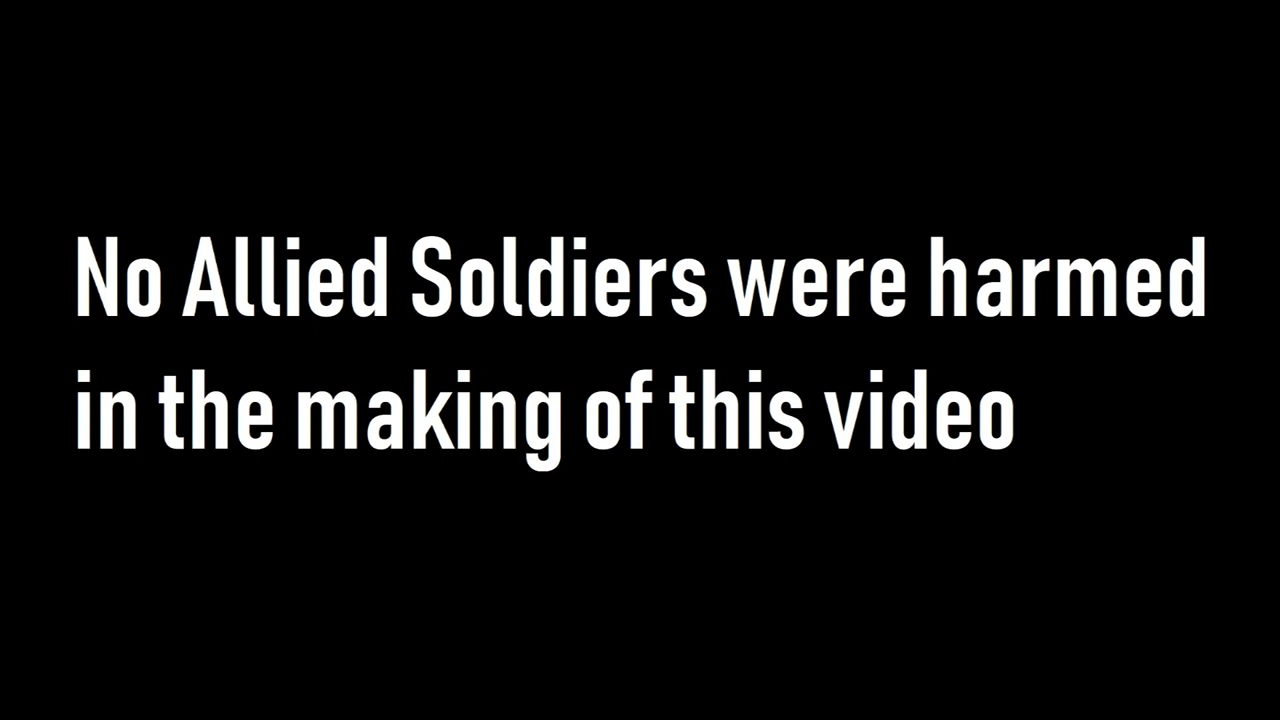 No Allied Soldiers were harmed
in the making of this video